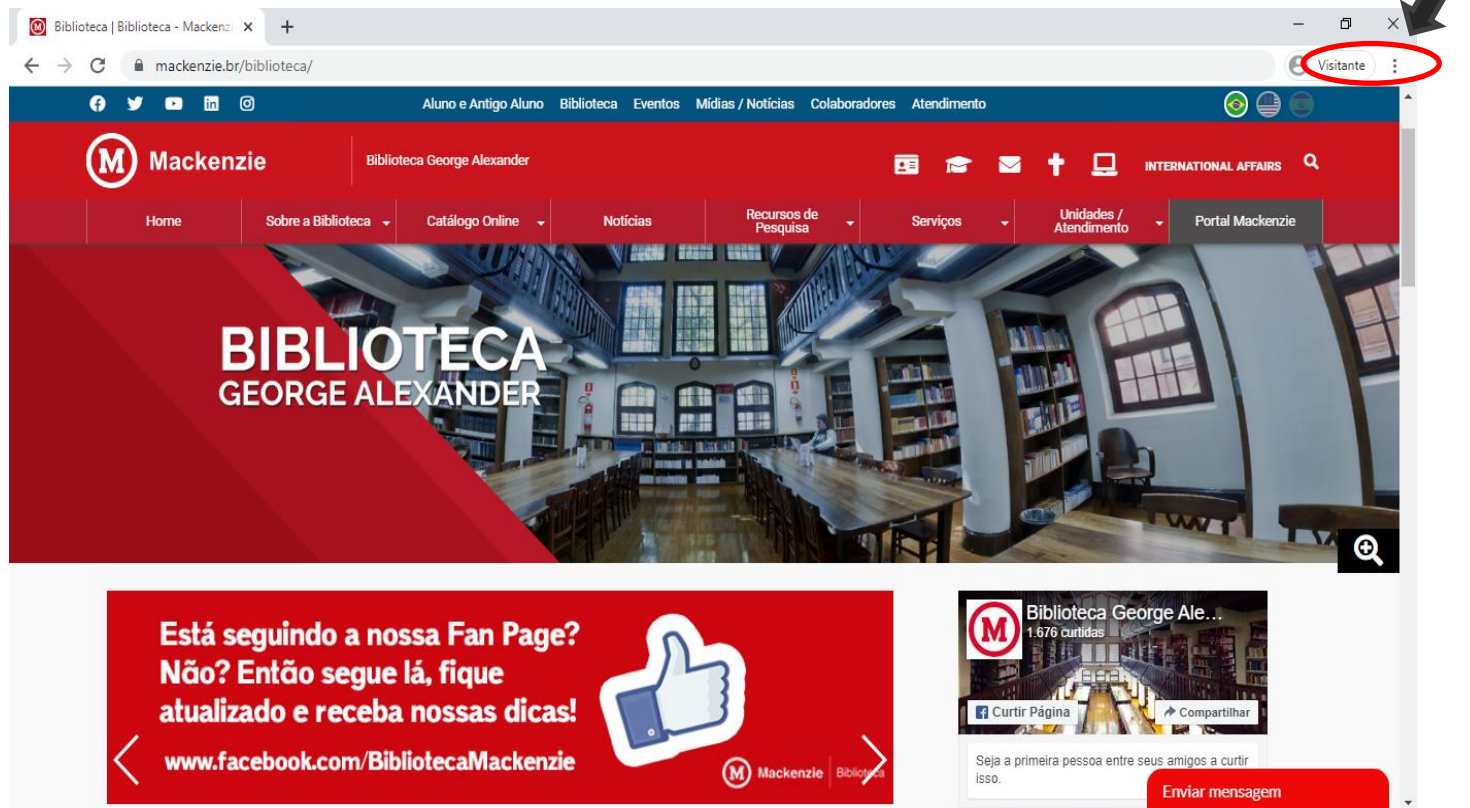 Biblioteca | Biblioteca - Mackenzi
mackenzie.br/biblioteca/
Visitante
Aluno e Antigo Aluno Biblioteca Eventos Mídias / Notícias Colaboradores Atendimento
M Mackenzie
Biblioteca George Alexander
INTERNATIONAL AFFAIRS
Home
Sobre a Biblioteca
Catálogo Online
Notícias
Recursos de
Pesquisa
Serviços
Unidades /
Atendimento
Portal Mackenzie
BIBLIOTECA
GEORGE ALEXANDER
Está seguindo a nossa Fan Page?
Não? Então segue lá, fique
atualizado e receba nossas dicas!
www.facebook.com/BibliotecaMackenzie
M Mackenzie Biblioteca
M
Biblioteca George Ale...
1.676 curtidas
Curtir Página
Compartilhar
Seja a primeira pessoa entre seus amigos a curtir
isso.
Enviar mensagem